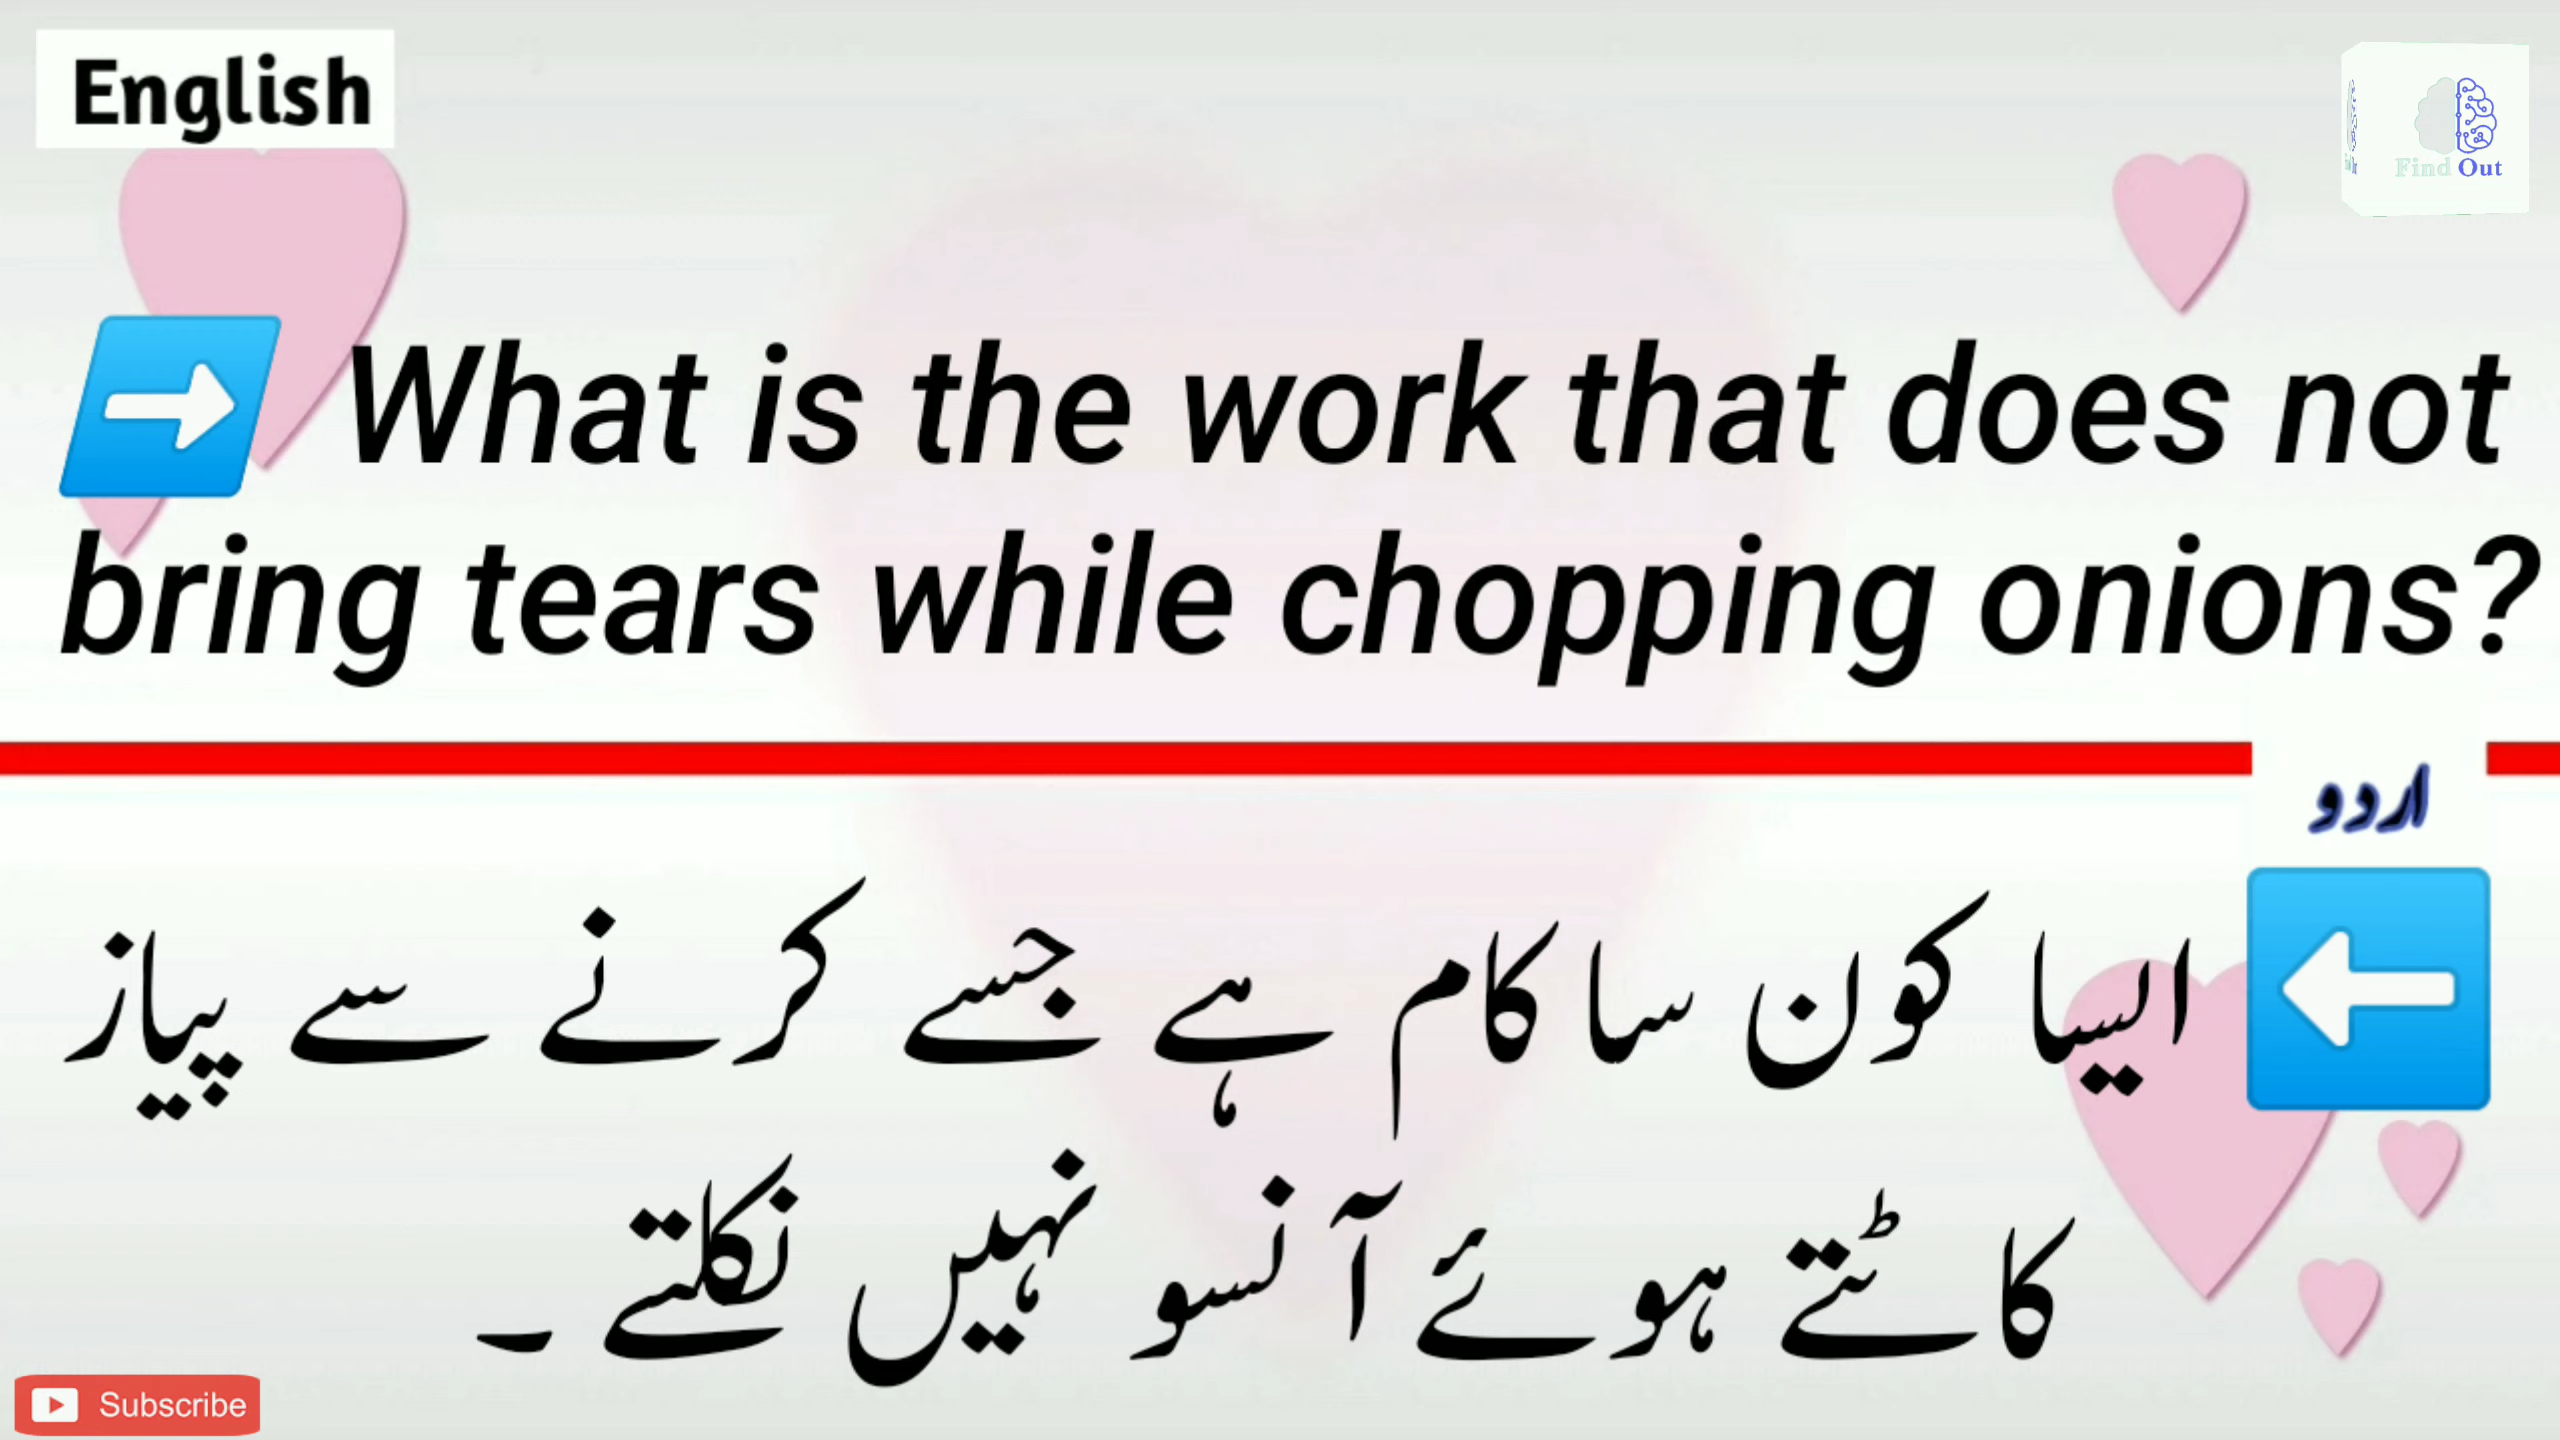 English
Find Out
What is the work that does not
bring tears while chopping onions?
اردو
ایسا کون سا کام ہے جسے کرنے سے پیاز
کاٹتے ہوئے آنسو نہیں نکلتے ۔
Subscribe